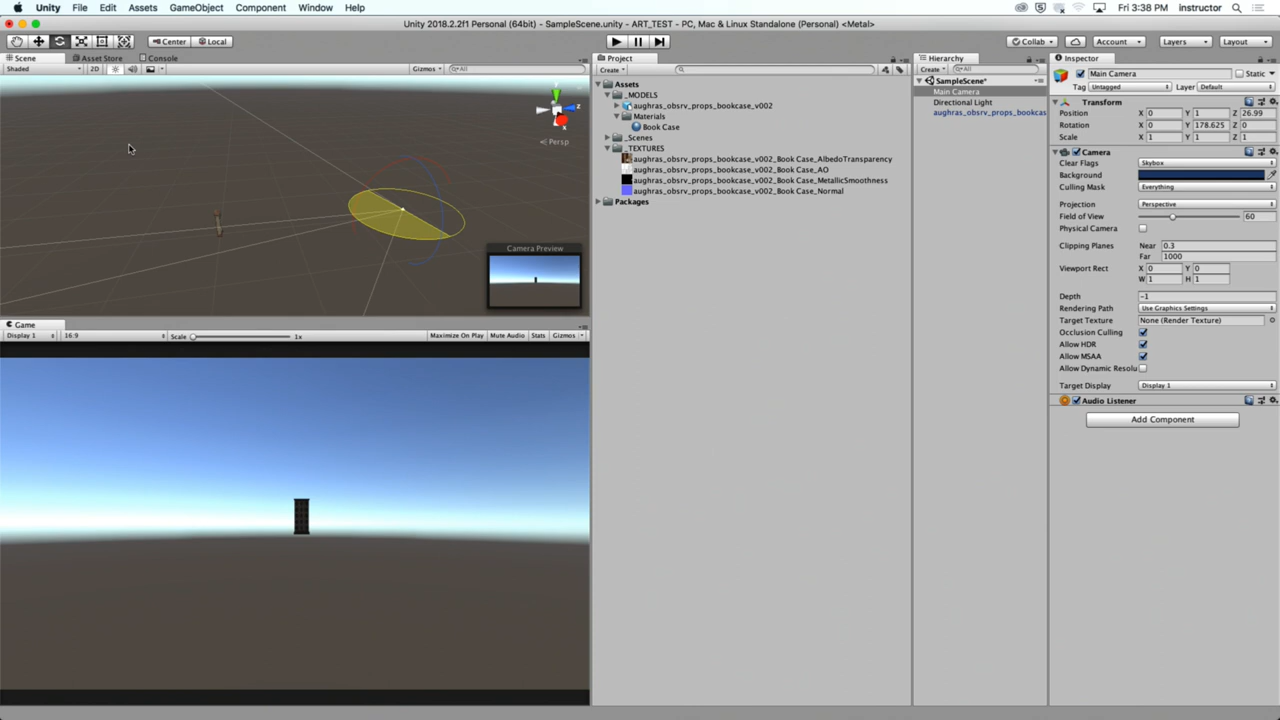 Unity File Edit Assets GameObject Component Window Help Fri 3:38 PM instructor
Unity 2018.2.2f1 Personal (64bit) - SampleScene.unity - ART_TEST - PC, Mac & Linux Standalone (Personal) <Metal>
Center Local Collab Account Layers Layout
Scene Asset Store Console
Shaded 2D Gizmos All
z
x
Persp
Camera Preview
Game
Display 1 16:9 Scale 1x Maximize On Play Mute Audio Stats Gizmos
Project
Create
Assets
_MODELS
aughras_obsrv_props_bookcase_v002
Materials
Book Case
_Scenes
_TEXTURES
aughras_obsrv_props_bookcase_v002_Book Case_AlbedoTransparency
aughras_obsrv_props_bookcase_v002_Book Case_AO
aughras_obsrv_props_bookcase_v002_Book Case_MetallicSmoothness
aughras_obsrv_props_bookcase_v002_Book Case_Normal
Packages
Hierarchy
Create All
SampleScene*
Main Camera
Directional Light
aughras_obsrv_props_bookcas
Inspector
Main Camera Static
Tag Untagged Layer Default
Transform
Position X 0 Y 1 Z 26.99
Rotation X 0 Y 178.625 Z 0
Scale X 1 Y 1 Z 1
Camera
Clear Flags Skybox
Background
Culling Mask Everything
Projection Perspective
Field of View 60
Physical Camera
Clipping Planes Near 0.3
Far 1000
Viewport Rect X 0 Y 0
W 1 H 1
Depth -1
Rendering Path Use Graphics Settings
Target Texture None (Render Texture)
Occlusion Culling
Allow HDR
Allow MSAA
Allow Dynamic Resolu
Target Display Display 1
Audio Listener
Add Component